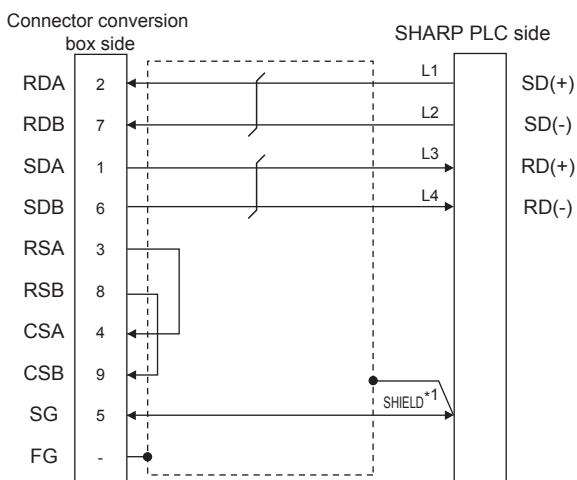 Connector conversion
box side
SHARP PLC side
RDA 2 L1 SD(+)
RDB 7 L2 SD(-)
SDA 1 L3 RD(+)
SDB 6 L4 RD(-)
RSA 3
RSB 8
CSA 4
CSB 9
SHIELD*1
SG 5
FG -